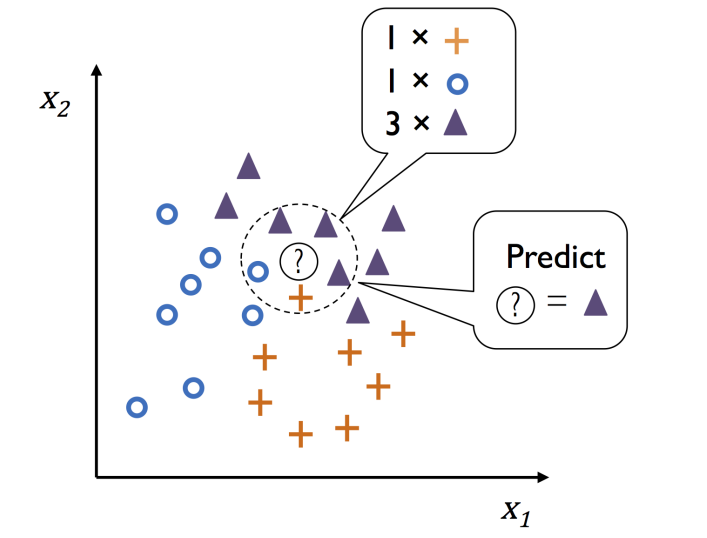 1 ×
1 ×
3 ×
x₂
?
Predict
? =
x₁